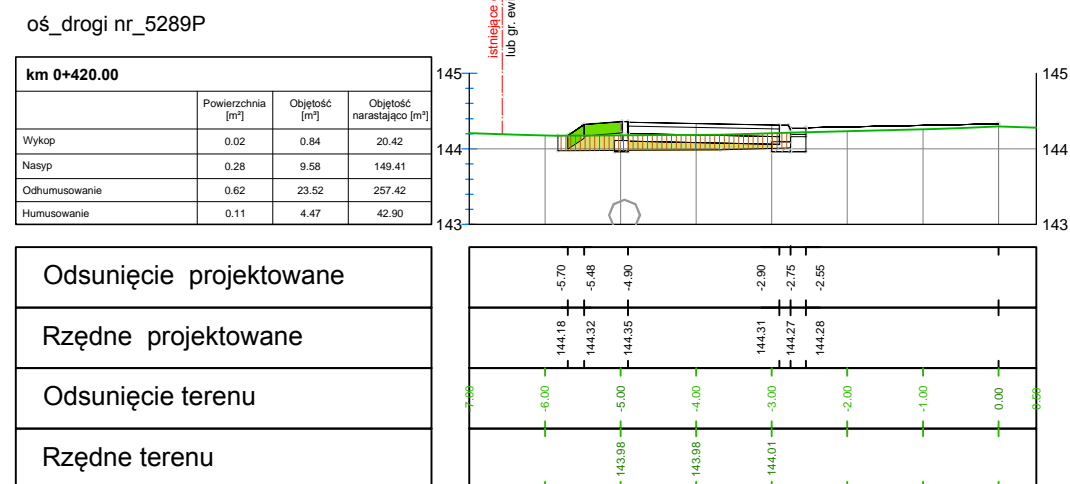 oś_drogi nr_5289P
istniejące
lub gr. ew
km 0+420.00
Powierzchnia [m²] Objętość [m³] Objętość narastająco [m³]
Wykop 0.02 0.84 20.42
Nasyp 0.28 9.58 149.41
Odhumusowanie 0.62 23.52 257.42
Humusowanie 0.11 4.47 42.90
145 145
144 144
143 143
Odsunięcie projektowane -5.70 -5.48 -4.90 -2.90 -2.75 -2.55
Rzędne projektowane 144.18 144.32 144.35 144.31 144.27 144.28
Odsunięcie terenu -7.00 -6.00 -5.00 -4.00 -3.00 -2.00 -1.00 0.00 0.50
Rzędne terenu 143.98 143.98 144.01